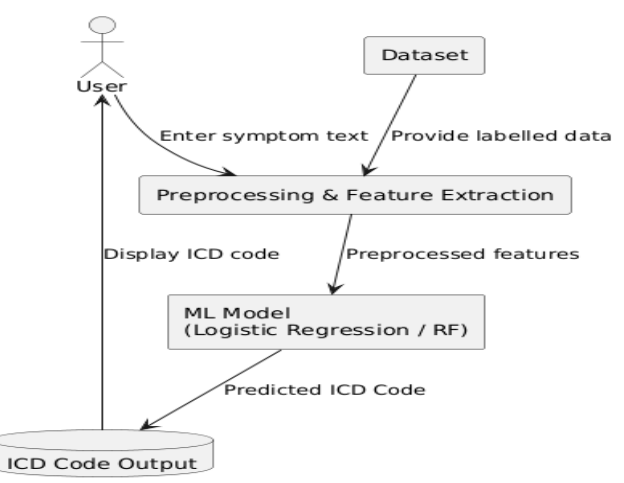 Dataset
User
Enter symptom text
Provide labelled data
Preprocessing & Feature Extraction
Display ICD code
Preprocessed features
ML Model
(Logistic Regression / RF)
Predicted ICD Code
ICD Code Output